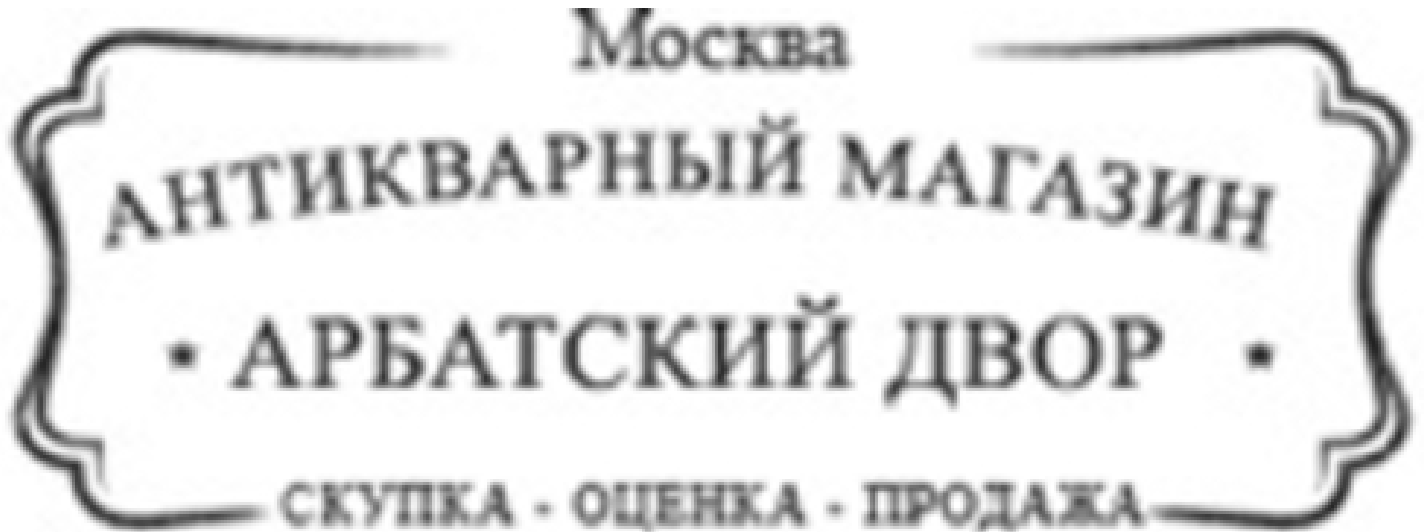 Москва
АНТИКВАРНЫЙ МАГАЗИН
АРБАТСКИЙ ДВОР
СКУПКА - ОЦЕНКА - ПРОДАЖА